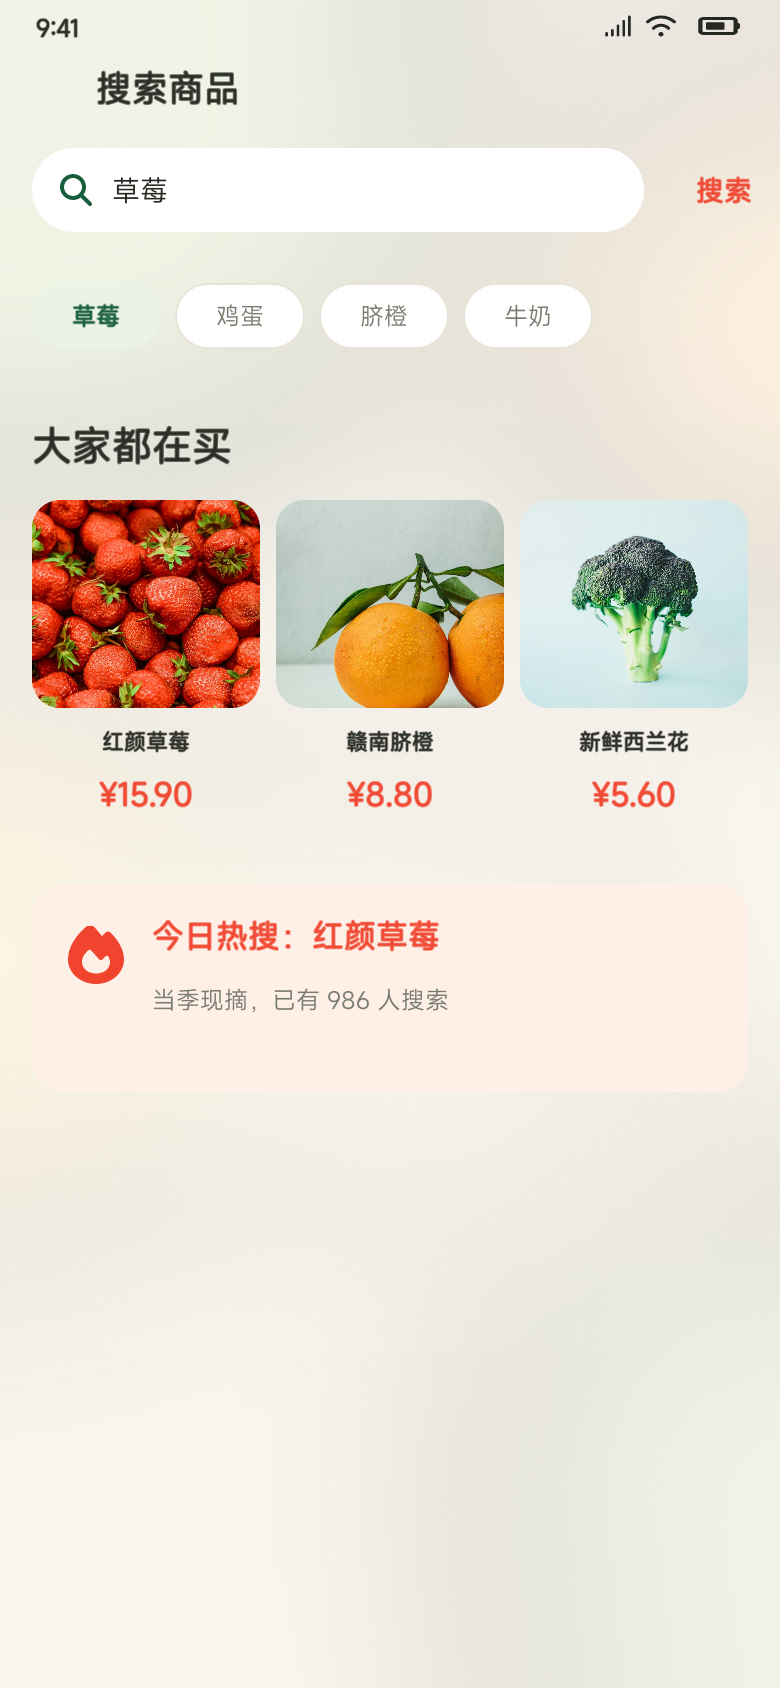 9:41
搜索商品
草莓
搜索
草莓 鸡蛋 脐橙 牛奶
大家都在买
红颜草莓 赣南脐橙 新鲜西兰花
¥15.90 ¥8.80 ¥5.60
今日热搜：红颜草莓
当季现摘，已有 986 人搜索